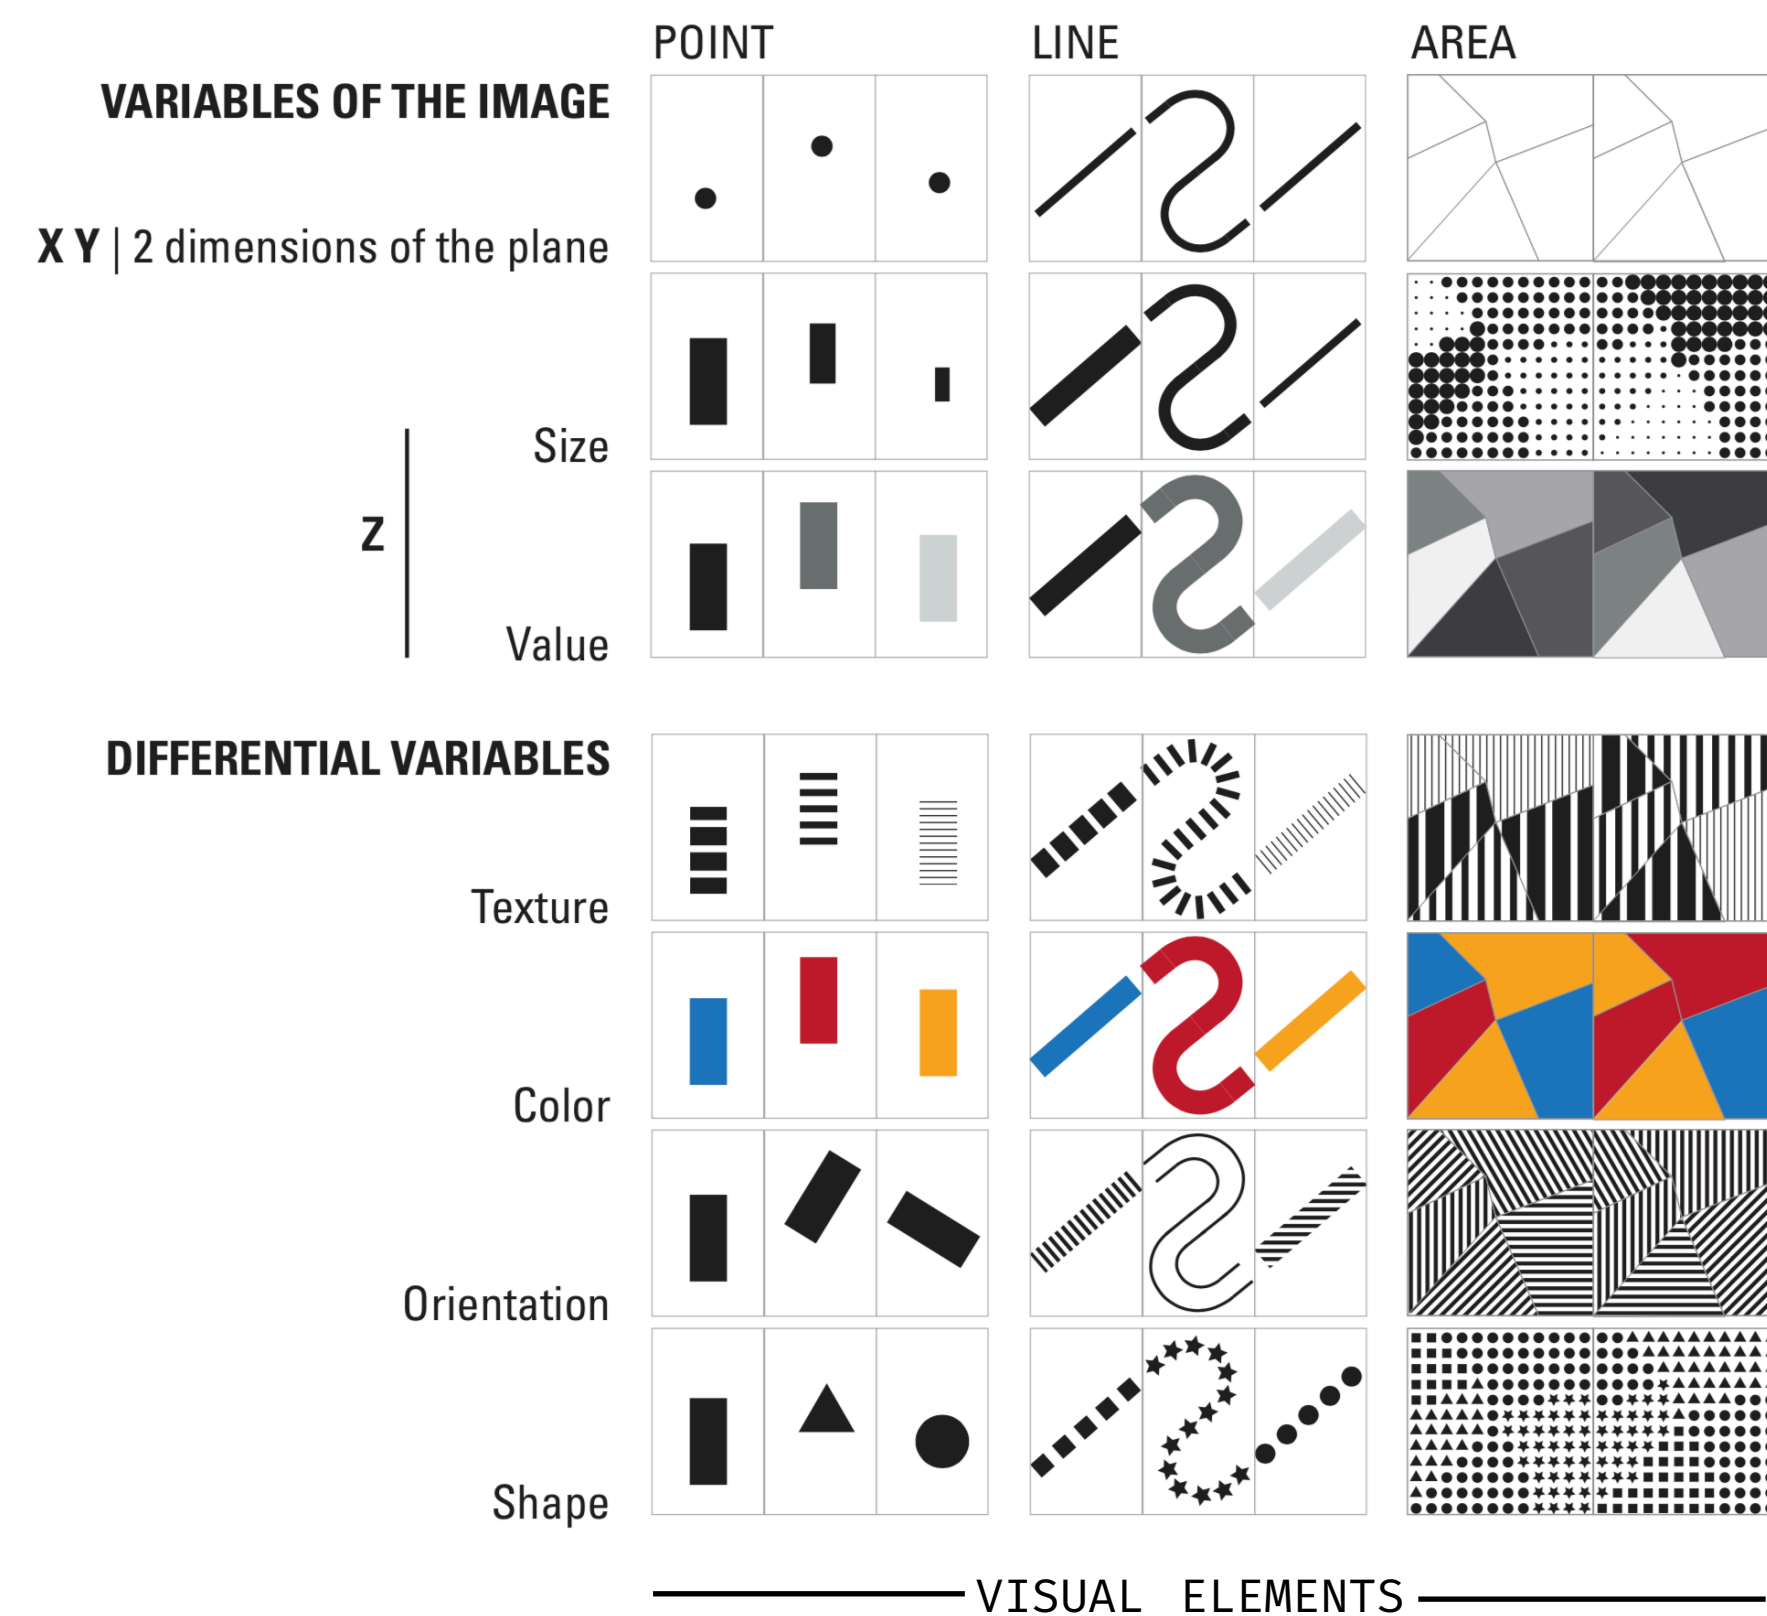 POINT LINE AREA
VARIABLES OF THE IMAGE
X Y | 2 dimensions of the plane
Size
Z
Value
DIFFERENTIAL VARIABLES
Texture
Color
Orientation
Shape
VISUAL ELEMENTS